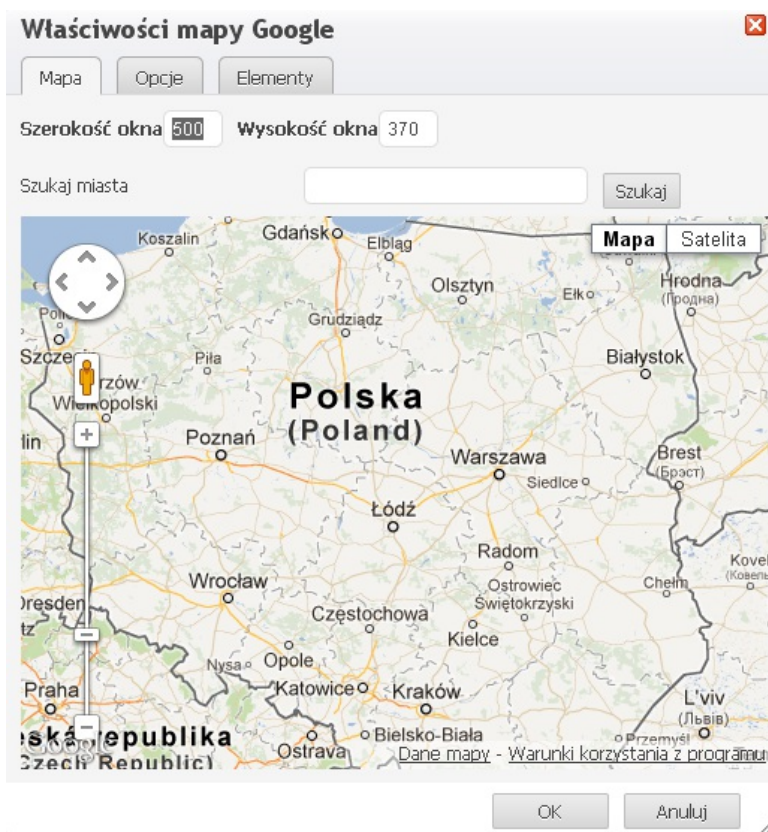 Właściwości mapy Google
Mapa Opcje Elementy
Szerokość okna 500 Wysokość okna 370
Szukaj miasta Szukaj
Koszalin Gdańsk Elbląg Mapa Satelita
Olsztyn Ełk Hrodna
(Гродна)
Grudziądz
Piła Białystok
Wielkopolski
Polska
(Poland)
Poznań Warszawa Brest
(Брэст)
Siedlce
Łódź
Radom
Wrocław Ostrowiec Chełm
Świętokrzyski
Częstochowa
Kielce
Nysa Opole
Praha Katowice Kraków L'viv
(Львів)
Bielsko-Biała Przemyśl
Ostrava Dane mapy - Warunki korzystania z programu
Czech Republic)
OK Anuluj